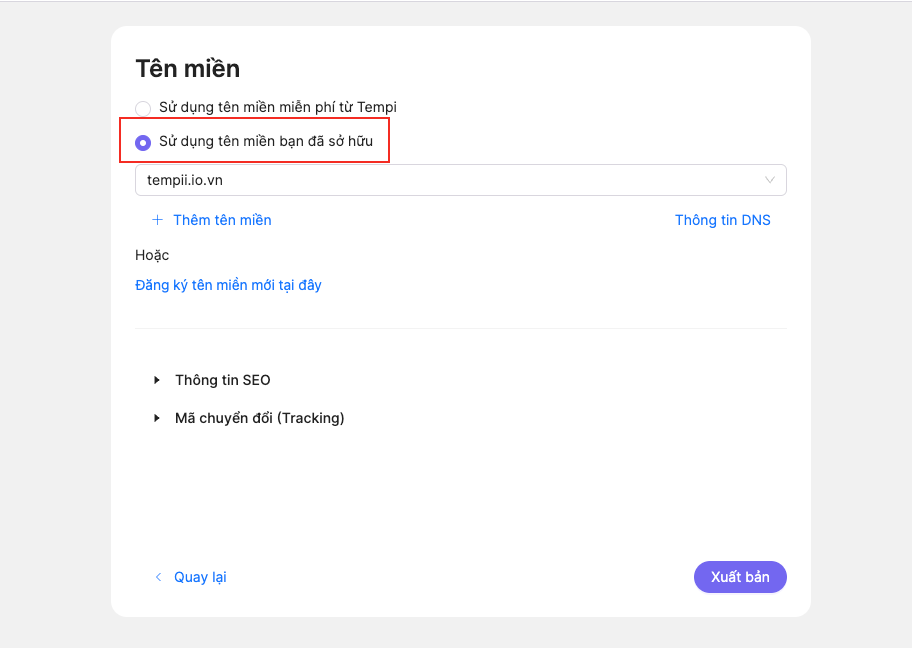 Tên miền
Sử dụng tên miền miễn phí từ Tempi
Sử dụng tên miền bạn đã sở hữu
tempii.io.vn
Thêm tên miền
Thông tin DNS
Hoặc
Đăng ký tên miền mới tại đây
Thông tin SEO
Mã chuyển đổi (Tracking)
Quay lại
Xuất bản